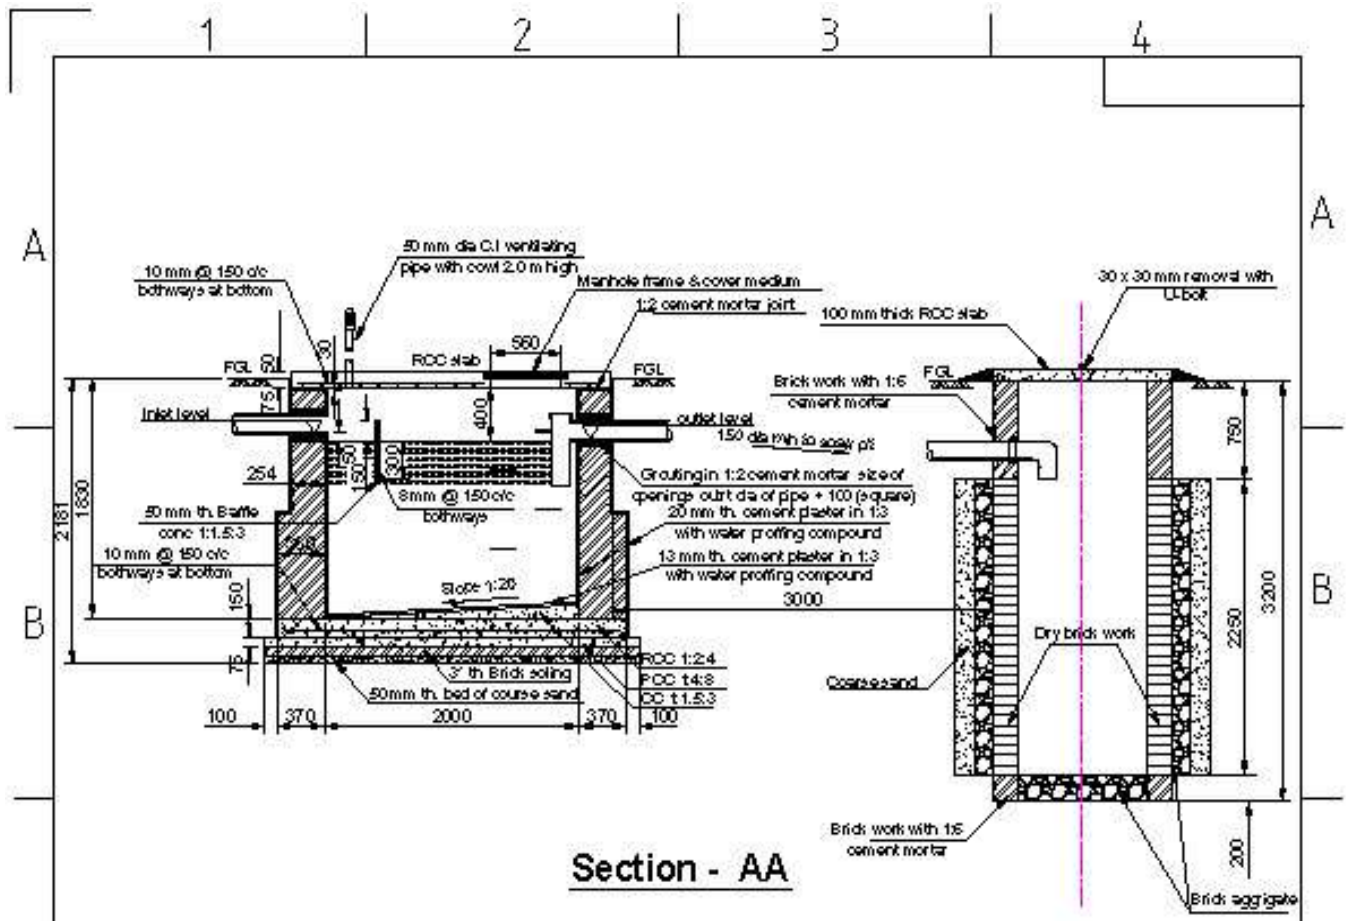 1 2 3 4
A
A
50 mm dia C.I ventilating
pipe with cowl 2.0 m high
10 mm @ 150 c/c
bothways at bottom
Manhole frame & cover medium
1:2 cement mortar joint
30 x 30 mm removal with
U-bolt
100 mm thick RCC slab
560
RCC slab
FGL
FGL
FGL
50
30
75
Brick work with 1:6
cement mortar
Inlet level
400
outlet level
150 dia min to soak pit
750
254
150
300
Grouting in 1:2 cement mortar size of
openings out dia of pipe + 100 (square)
8mm @ 150 c/c
bothways
50 mm th. Baffle
conc 1:1.5:3
20 mm th. cement plaster in 1:3
with water proffing compound
10 mm @ 150 c/c
bothways at bottom
13 mm th. cement plaster in 1:3
with water proffing compound
2181
1830
Slope 1:20
3000
150
B
B
2250
3200
Dry brick work
75
3" th Brick soling
RCC 1:2:4
PCC 1:4:8
CC 1:1.5:3
50mm th. bed of course sand
Coarse sand
100 370 2000 370 100
Brick work with 1:6
cement mortar
200
Section - AA
Brick aggigate